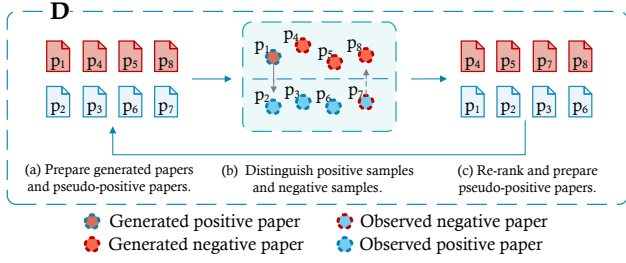 D
p1 p4 p5 p8
p2 p3 p6 p7
p1 p4 p5 p8
p2 p3 p6 p7
p4 p5 p7 p8
p1 p2 p3 p6
(a) Prepare generated papers
and pseudo-positive papers.
(b) Distinguish positive samples
and negative samples.
(c) Re-rank and prepare
pseudo-positive papers.
Generated positive paper
Observed negative paper
Generated negative paper
Observed positive paper